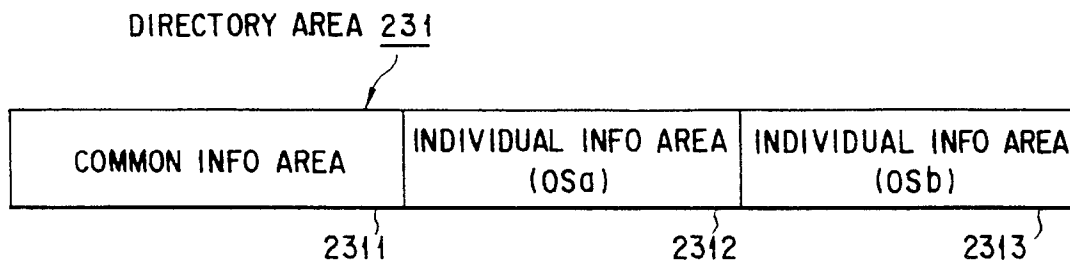 DIRECTORY AREA 231
COMMON INFO AREA
INDIVIDUAL INFO AREA
(OSa)
INDIVIDUAL INFO AREA
(OSb)
2311
2312
2313